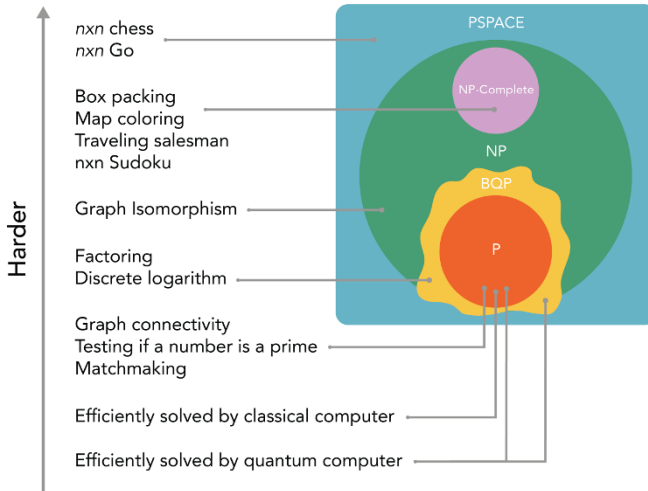 Harder
nxn chess
nxn Go
Box packing
Map coloring
Traveling salesman
nxn Sudoku
Graph Isomorphism
Factoring
Discrete logarithm
Graph connectivity
Testing if a number is a prime
Matchmaking
Efficiently solved by classical computer
Efficiently solved by quantum computer
PSPACE
NP-Complete
NP
BQP
P